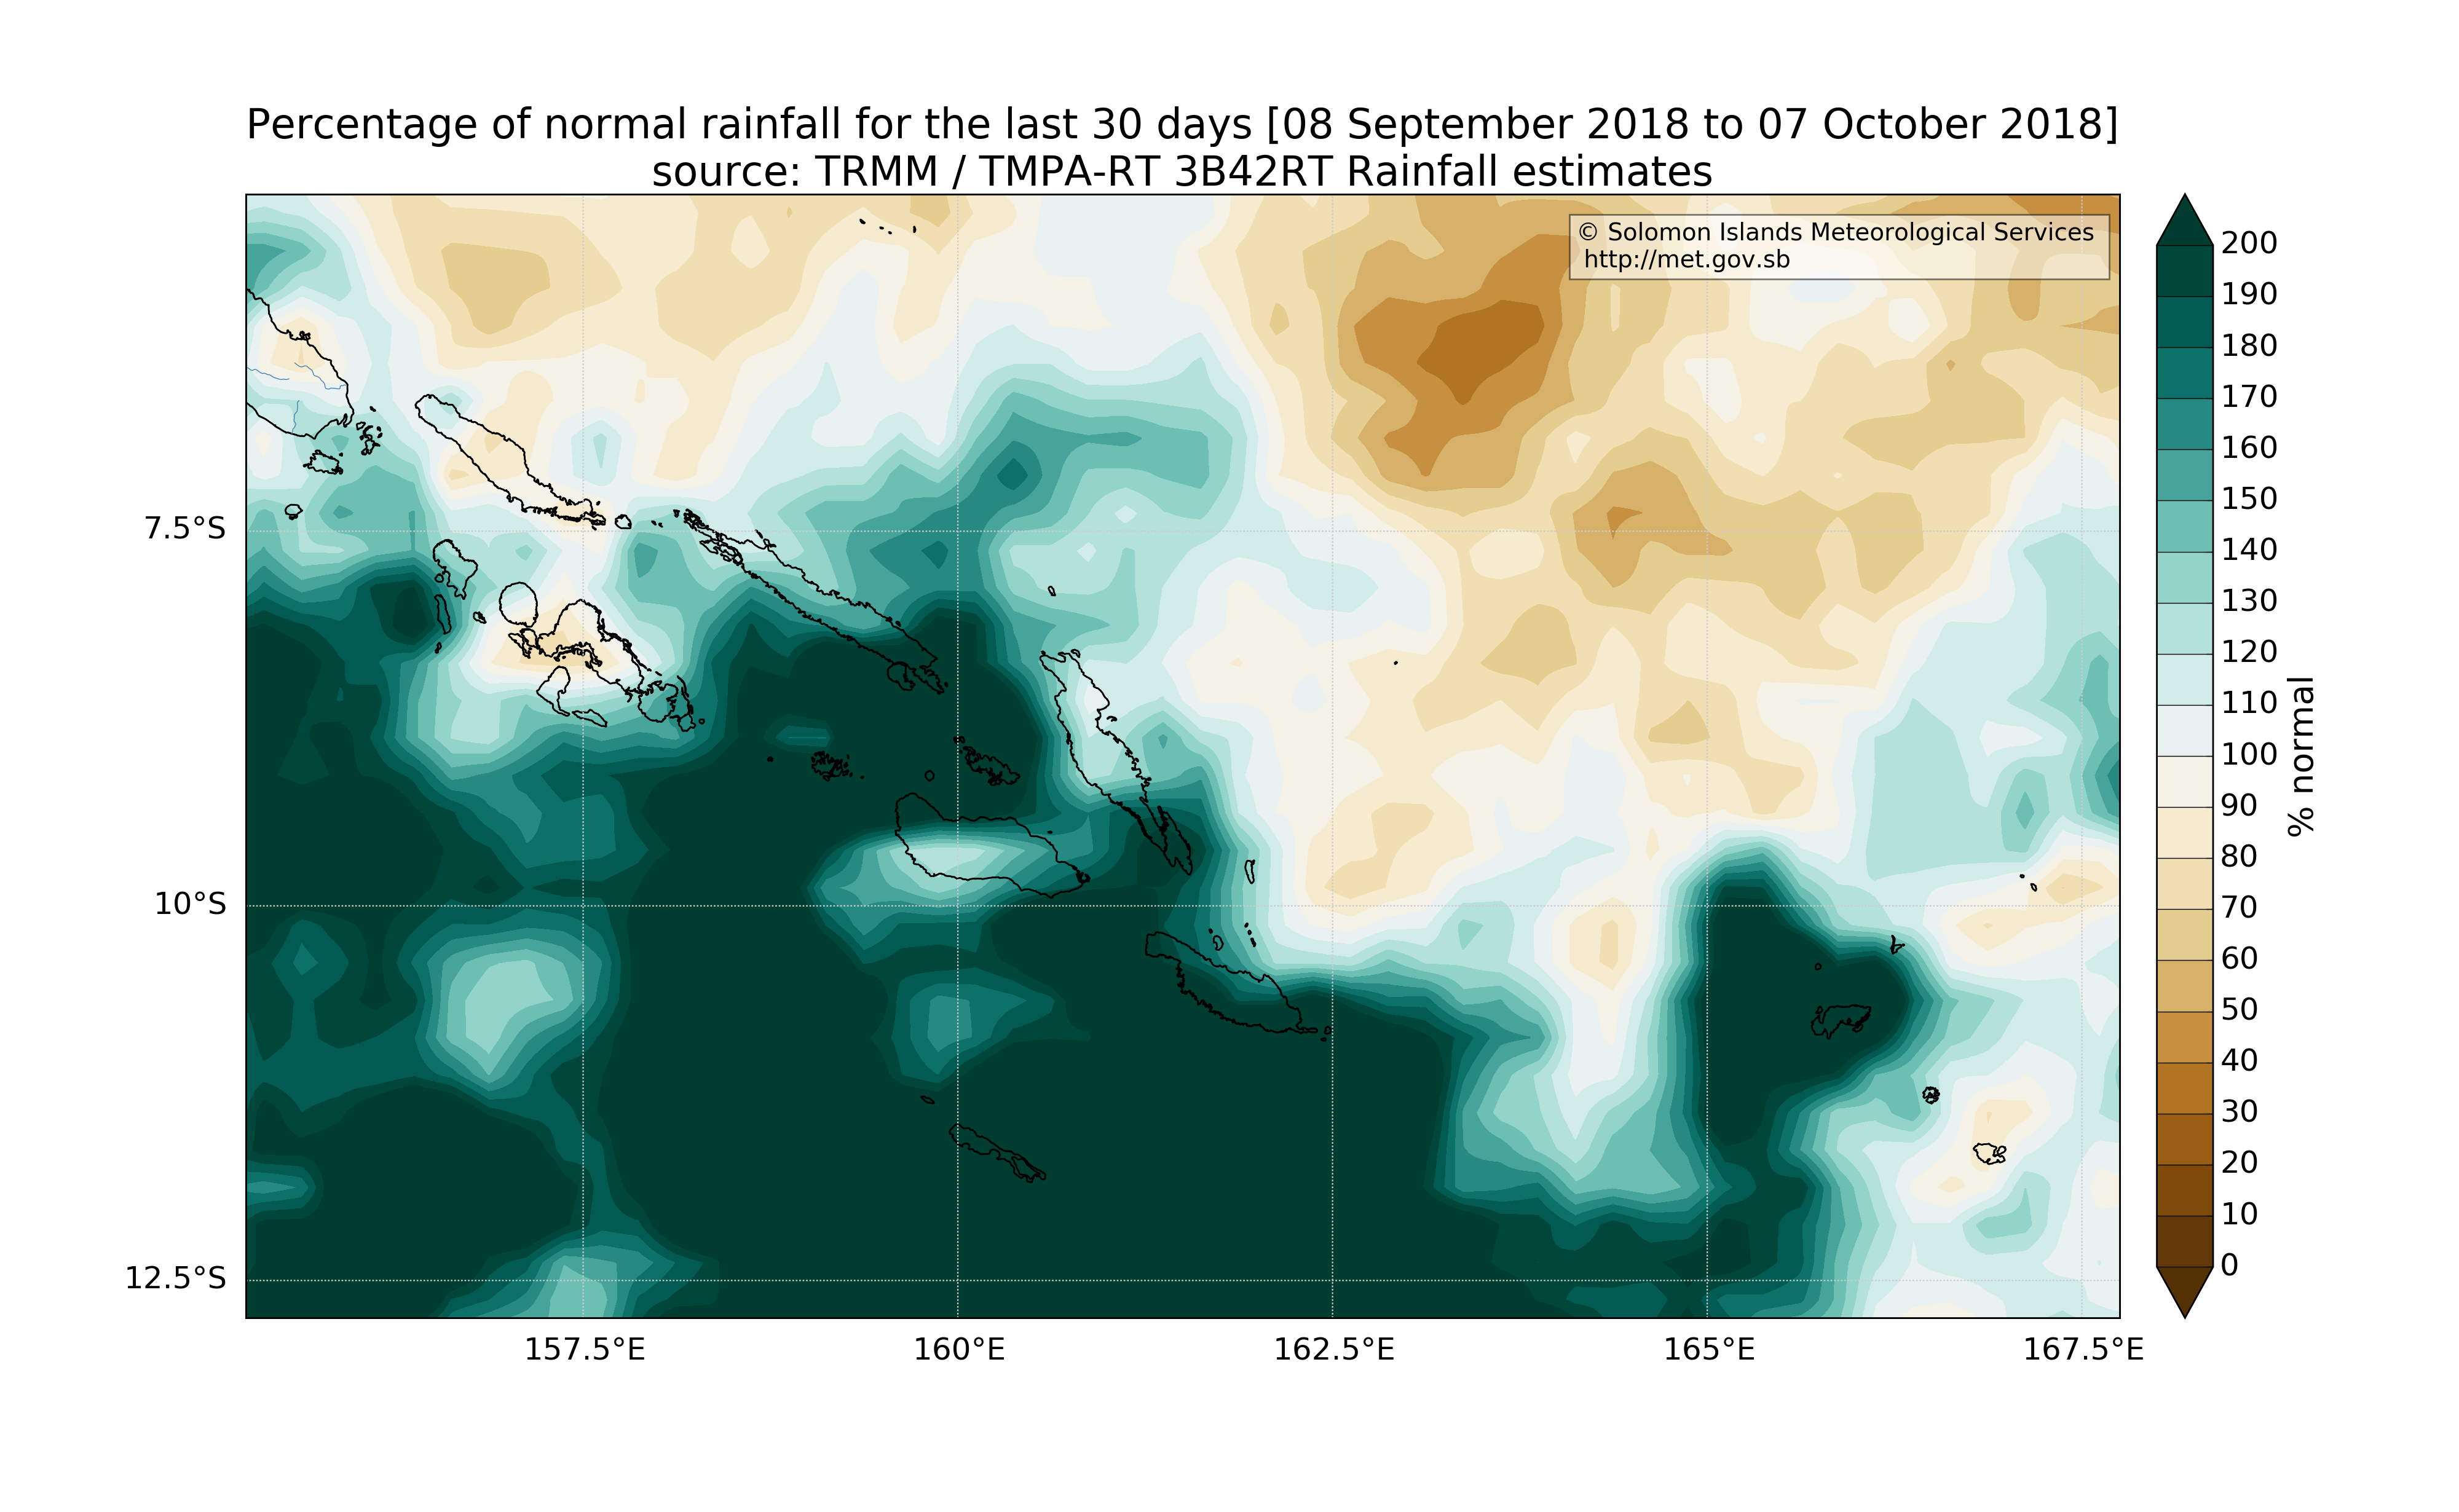 Percentage of normal rainfall for the last 30 days [08 September 2018 to 07 October 2018]
source: TRMM / TMPA-RT 3B42RT Rainfall estimates
© Solomon Islands Meteorological Services
http://met.gov.sb
7.5°S
10°S
12.5°S
157.5°E
160°E
162.5°E
165°E
167.5°E
200
190
180
170
160
150
140
130
120
110
100
90
80
70
60
50
40
30
20
10
0
% normal